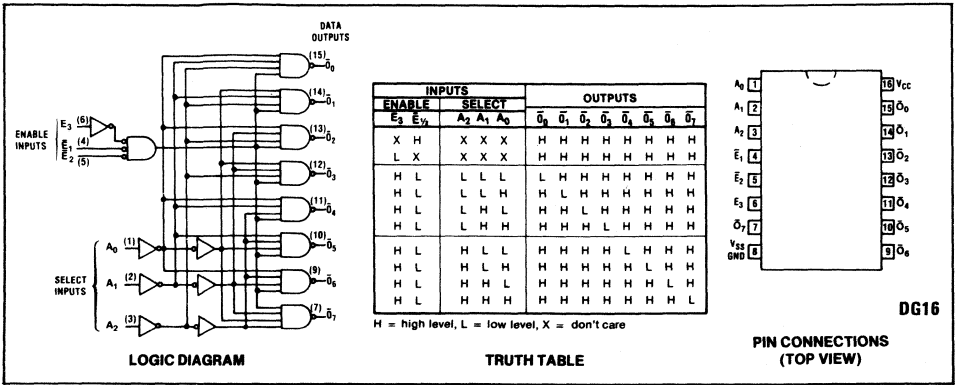 DATA
OUTPUTS
(15) Ō0
(14) Ō1
(13) Ō2
(12) Ō3
(11) Ō4
(10) Ō5
(9) Ō6
(7) Ō7
ENABLE
INPUTS
E3 (6)
(4)
(5)
SELECT
INPUTS
A0 (1)
A1 (2)
A2 (3)
LOGIC DIAGRAM
INPUTS OUTPUTS
ENABLE SELECT
E3 Ē½ A2 A1 A0 Ō0 Ō1 Ō2 Ō3 Ō4 Ō5 Ō6 Ō7
X H X X X H H H H H H H H
L X X X X H H H H H H H H
H L L L L L H H H H H H H
H L L L H H L H H H H H H
H L L H L H H L H H H H H
H L L H H H H H L H H H H
H L H L L H H H H L H H H
H L H L H H H H H H L H H
H L H H L H H H H H H L H
H L H H H H H H H H H H L
H = high level, L = low level, X = don't care
TRUTH TABLE
A0 1
A1 2
A2 3
Ē1 4
Ē2 5
E3 6
Ō7 7
VSS
GND 8
16 VCC
15 Ō0
14 Ō1
13 Ō2
12 Ō3
11 Ō4
10 Ō5
9 Ō6
DG16
PIN CONNECTIONS
(TOP VIEW)